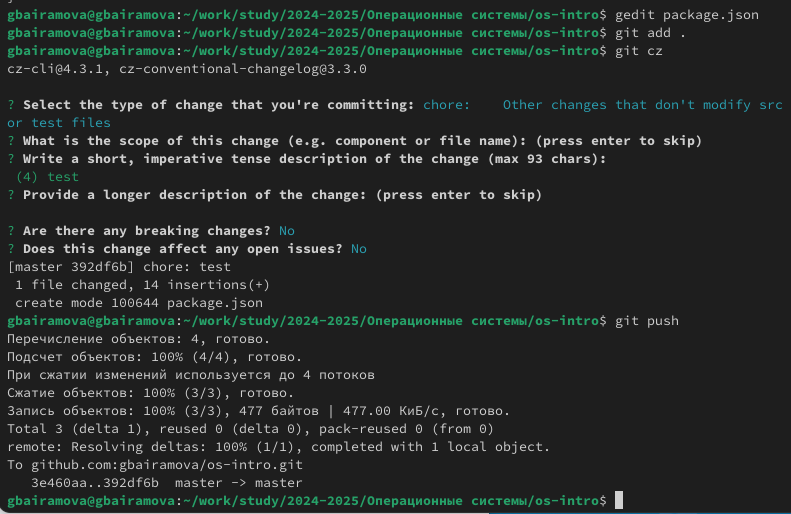 gbairamova@gbairamova:~/work/study/2024-2025/Операционные системы/os-intro$ gedit package.json
gbairamova@gbairamova:~/work/study/2024-2025/Операционные системы/os-intro$ git add .
gbairamova@gbairamova:~/work/study/2024-2025/Операционные системы/os-intro$ git cz
cz-cli@4.3.1, cz-conventional-changelog@3.3.0
? Select the type of change that you're committing: chore:    Other changes that don't modify src
or test files
? What is the scope of this change (e.g. component or file name): (press enter to skip)
? Write a short, imperative tense description of the change (max 93 chars):
(4) test
? Provide a longer description of the change: (press enter to skip)
? Are there any breaking changes? No
? Does this change affect any open issues? No
[master 392df6b] chore: test
1 file changed, 14 insertions(+)
create mode 100644 package.json
gbairamova@gbairamova:~/work/study/2024-2025/Операционные системы/os-intro$ git push
Перечисление объектов: 4, готово.
Подсчет объектов: 100% (4/4), готово.
При сжатии изменений используется до 4 потоков
Сжатие объектов: 100% (3/3), готово.
Запись объектов: 100% (3/3), 477 байтов | 477.00 КиБ/с, готово.
Total 3 (delta 1), reused 0 (delta 0), pack-reused 0 (from 0)
remote: Resolving deltas: 100% (1/1), completed with 1 local object.
To github.com:gbairamova/os-intro.git
3e460aa..392df6b  master -> master
gbairamova@gbairamova:~/work/study/2024-2025/Операционные системы/os-intro$